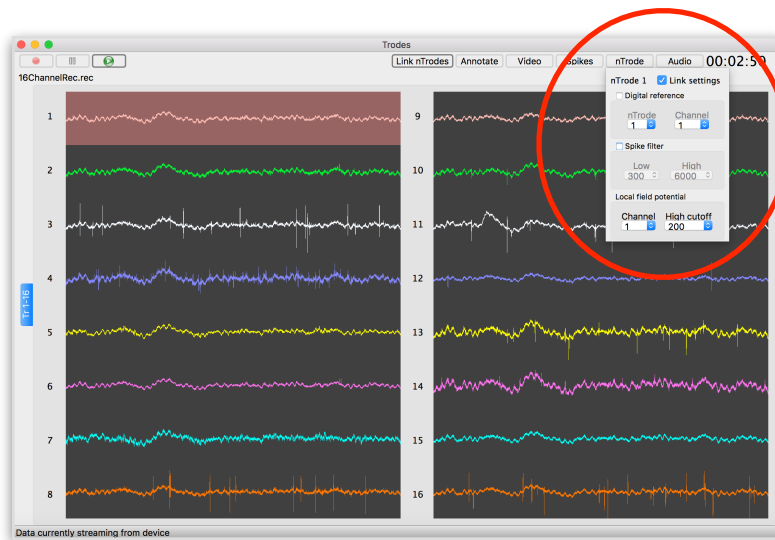 Trodes
Link nTrodes Annotate Video Spikes nTrode Audio 00:02:50
16ChannelRec.rec
nTrode 1 Link settings
Digital reference
nTrode Channel
1 1
Spike filter
Low High
300 6000
Local field potential
Channel High cutoff
1 200
Tr 1-16
1 9
2 10
3 11
4 12
5 13
6 14
7 15
8 16
Data currently streaming from device